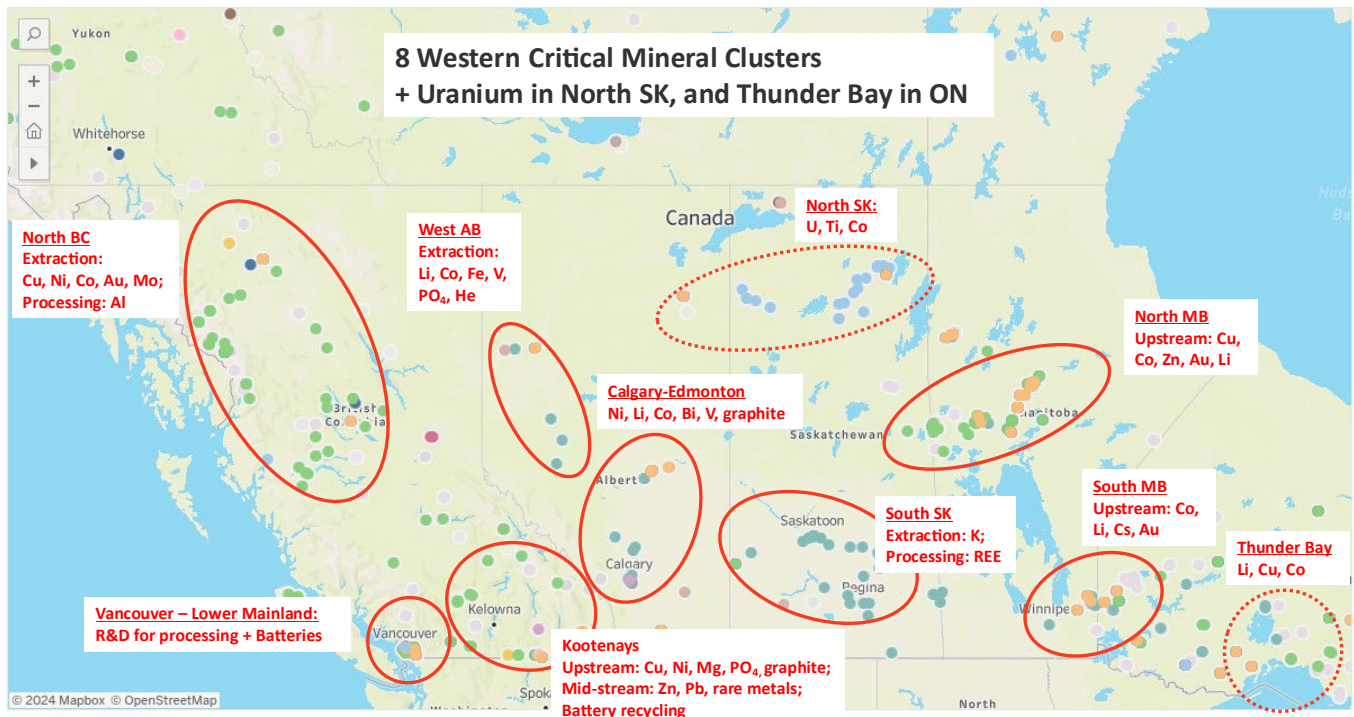 8 Western Critical Mineral Clusters
+ Uranium in North SK, and Thunder Bay in ON
Yukon
Whitehorse
Canada
North BC
Extraction:
Cu, Ni, Co, Au, Mo;
Processing: Al
West AB
Extraction:
Li, Co, Fe, V,
PO₄, He
North SK:
U, Ti, Co
North MB
Upstream: Cu,
Co, Zn, Au, Li
Calgary-Edmonton
Ni, Li, Co, Bi, V, graphite
British
Saskatchewan
Albert
Saskatoon
South SK
Extraction: K;
Processing: REE
South MB
Upstream: Co,
Li, Cs, Au
Thunder Bay
Li, Cu, Co
Calgary
Regina
Winnipe
Kelowna
Vancouver – Lower Mainland:
R&D for processing + Batteries
Vancouver
Kootenays
Upstream: Cu, Ni, Mg, PO₄, graphite;
Mid-stream: Zn, Pb, rare metals;
Battery recycling
Spoka
North
© 2024 Mapbox © OpenStreetMap